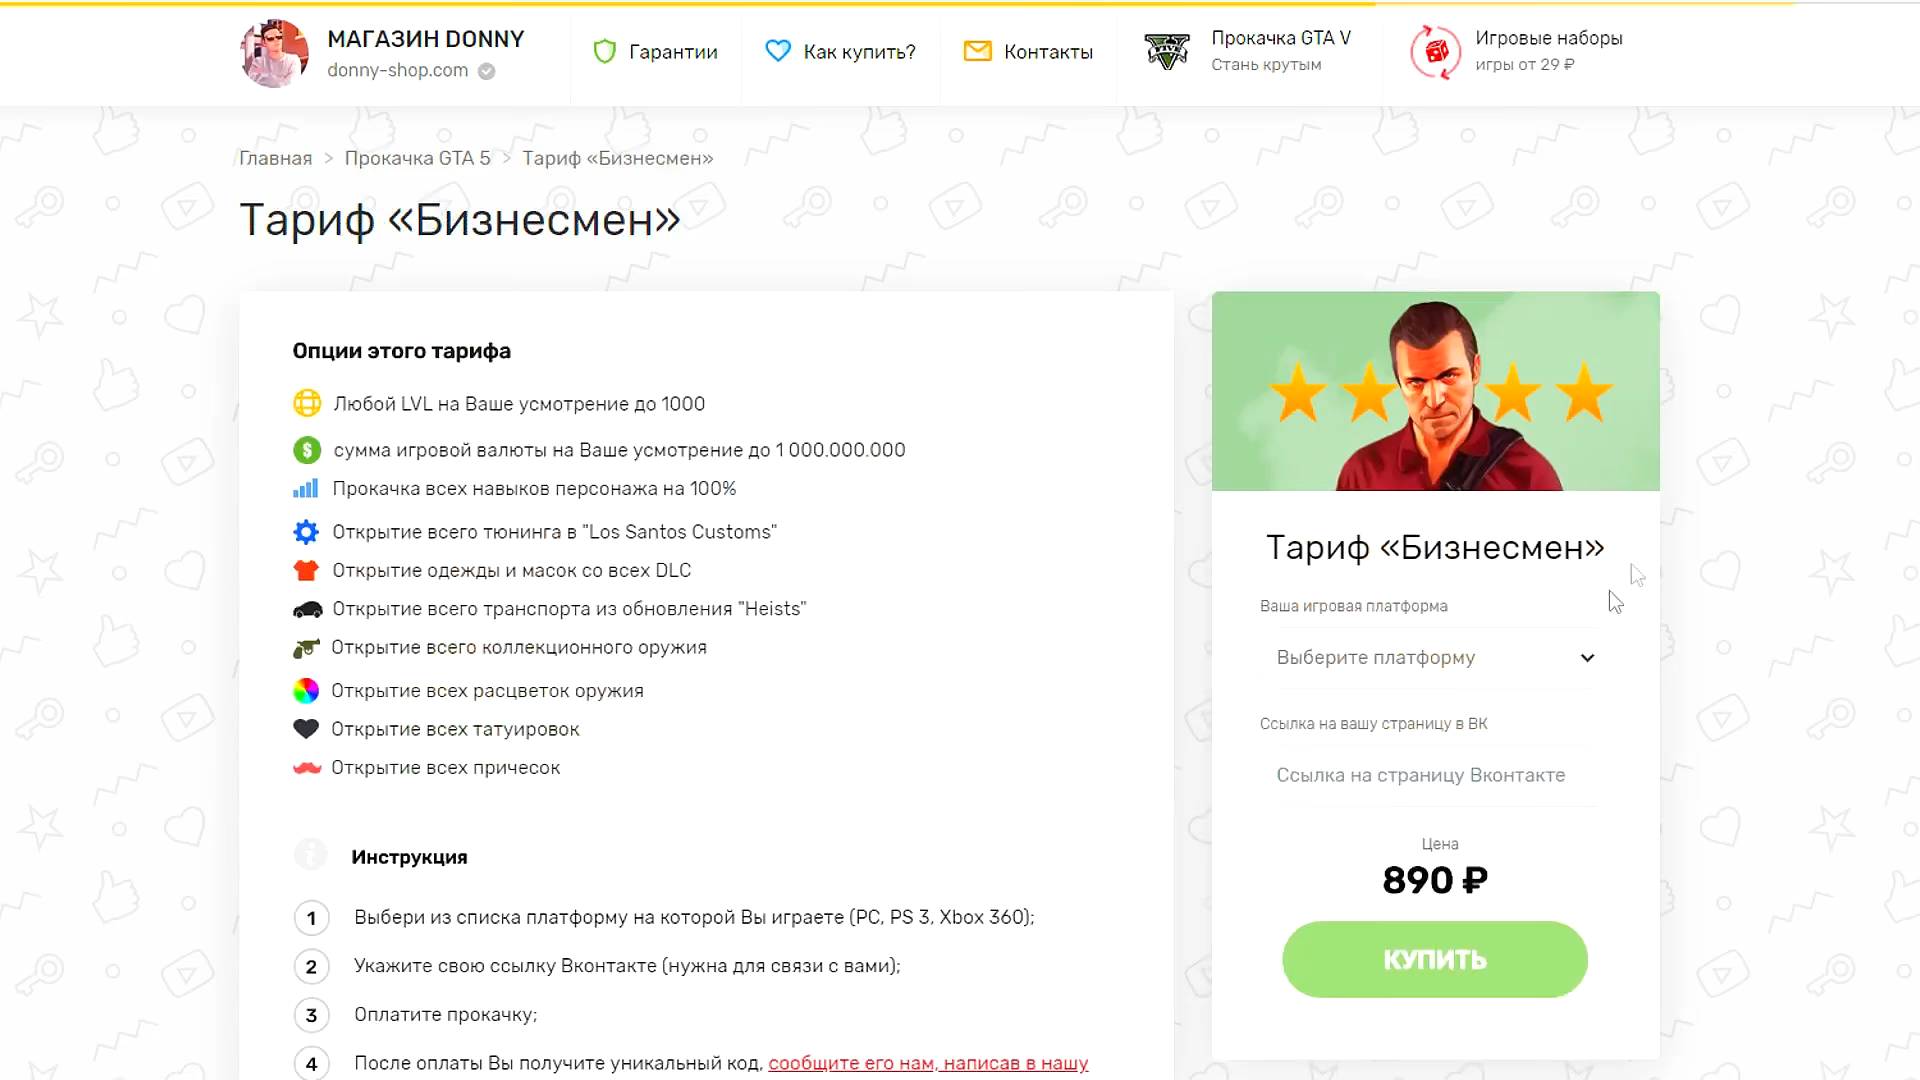 МАГАЗИН DONNY
donny-shop.com
Гарантии
Как купить?
Контакты
Прокачка GTA V
Стань крутым
Игровые наборы
игры от 29 ₽
Главная > Прокачка GTA 5 > Тариф «Бизнесмен»
Тариф «Бизнесмен»
Опции этого тарифа
Любой LVL на Ваше усмотрение до 1000
сумма игровой валюты на Ваше усмотрение до 1 000.000.000
Прокачка всех навыков персонажа на 100%
Открытие всего тюнинга в "Los Santos Customs"
Открытие одежды и масок со всех DLC
Открытие всего транспорта из обновления "Heists"
Открытие всего коллекционного оружия
Открытие всех расцветок оружия
Открытие всех татуировок
Открытие всех причесок
Инструкция
1 Выбери из списка платформу на которой Вы играете (PC, PS 3, Xbox 360);
2 Укажите свою ссылку Вконтакте (нужна для связи с вами);
3 Оплатите прокачку;
4 После оплаты Вы получите уникальный код, сообщите его нам, написав в нашу
Тариф «Бизнесмен»
Ваша игровая платформа
Выберите платформу
Ссылка на вашу страницу в ВК
Ссылка на страницу Вконтакте
Цена
890 ₽
КУПИТЬ